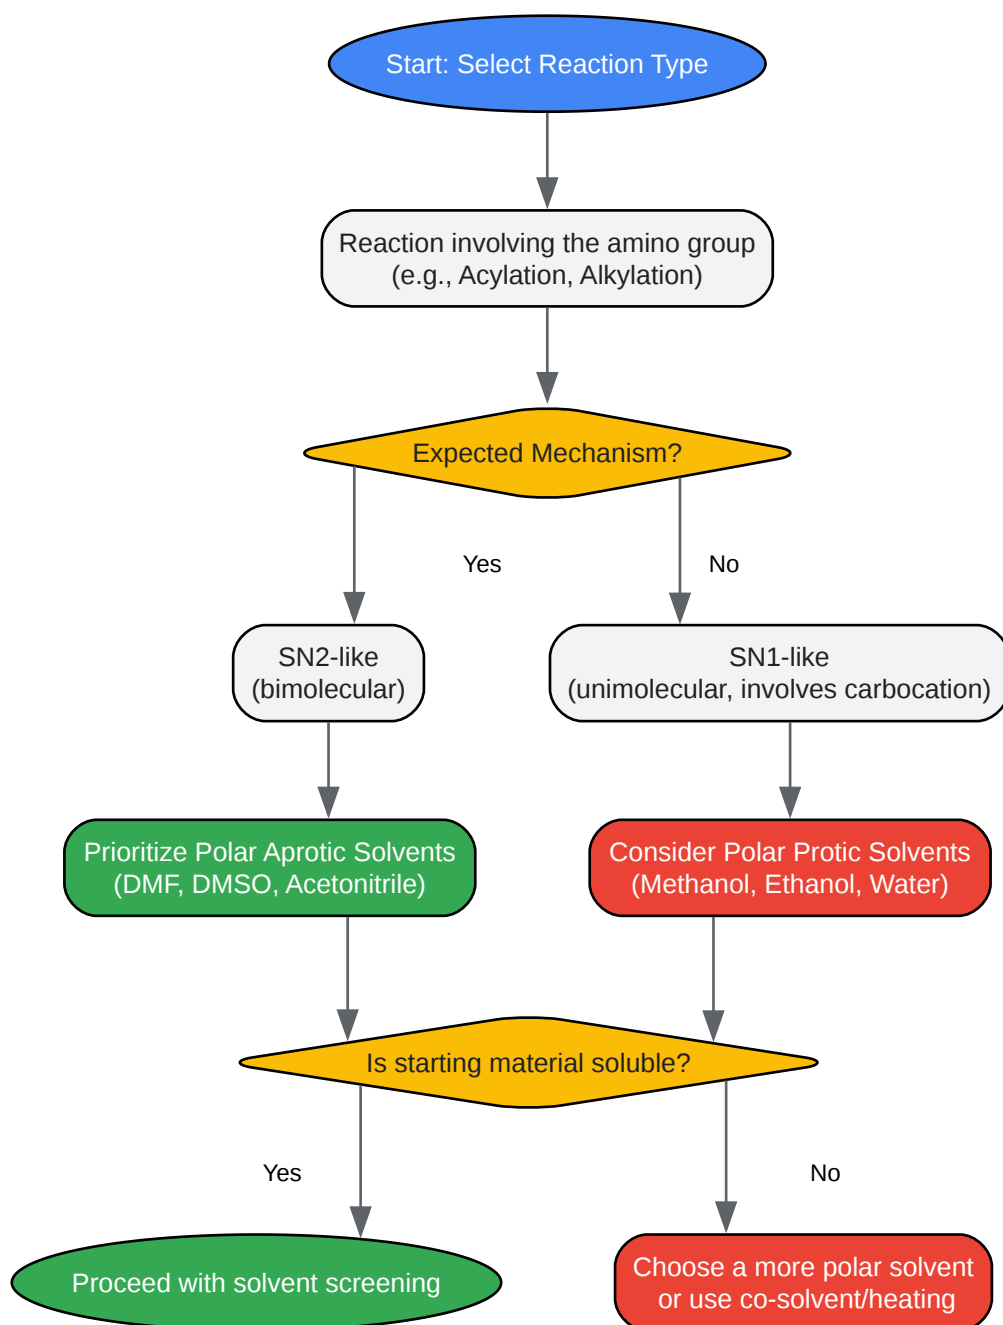 Start: Select Reaction Type
Reaction involving the amino group
(e.g., Acylation, Alkylation)
Expected Mechanism?
Yes
No
SN2-like
(bimolecular)
SN1-like
(unimolecular, involves carbocation)
Prioritize Polar Aprotic Solvents
(DMF, DMSO, Acetonitrile)
Consider Polar Protic Solvents
(Methanol, Ethanol, Water)
Is starting material soluble?
Yes
No
Proceed with solvent screening
Choose a more polar solvent
or use co-solvent/heating